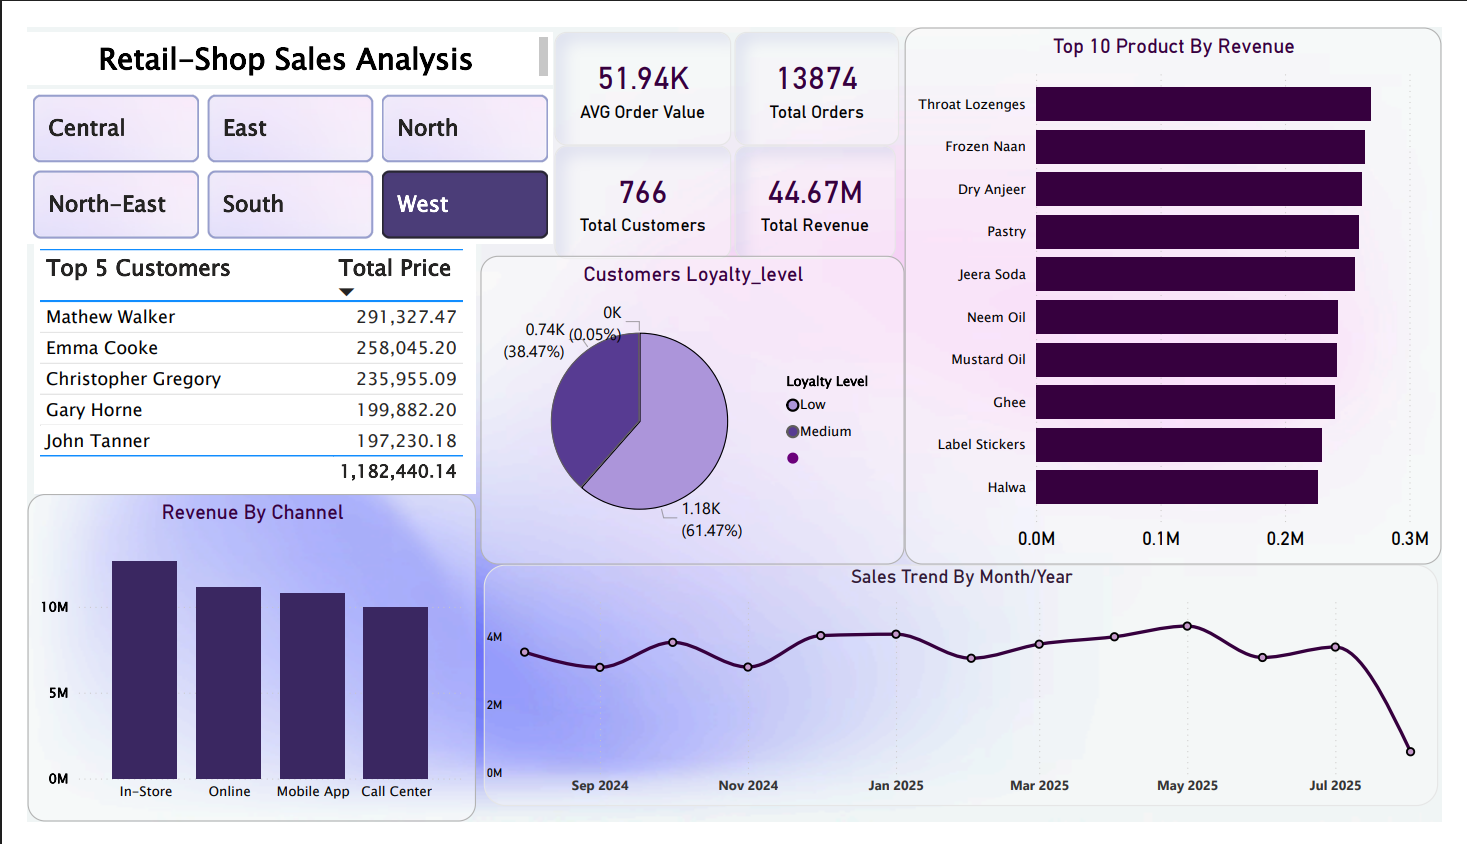 Retail-Shop Sales Analysis
Central
East
North
North-East
South
West
51.94K
AVG Order Value
13874
Total Orders
766
Total Customers
44.67M
Total Revenue
Top 5 Customers Total Price
Mathew Walker 291,327.47
Emma Cooke 258,045.20
Christopher Gregory 235,955.09
Gary Horne 199,882.20
John Tanner 197,230.18
1,182,440.14
Customers Loyalty_level
0K
(0.05%)
0.74K
(38.47%)
1.18K
(61.47%)
Loyalty Level
Low
Medium
Top 10 Product By Revenue
Throat Lozenges
Frozen Naan
Dry Anjeer
Pastry
Jeera Soda
Neem Oil
Mustard Oil
Ghee
Label Stickers
Halwa
0.0M 0.1M 0.2M 0.3M
Revenue By Channel
10M
5M
0M
In-Store Online Mobile App Call Center
Sales Trend By Month/Year
4M
2M
0M
Sep 2024 Nov 2024 Jan 2025 Mar 2025 May 2025 Jul 2025